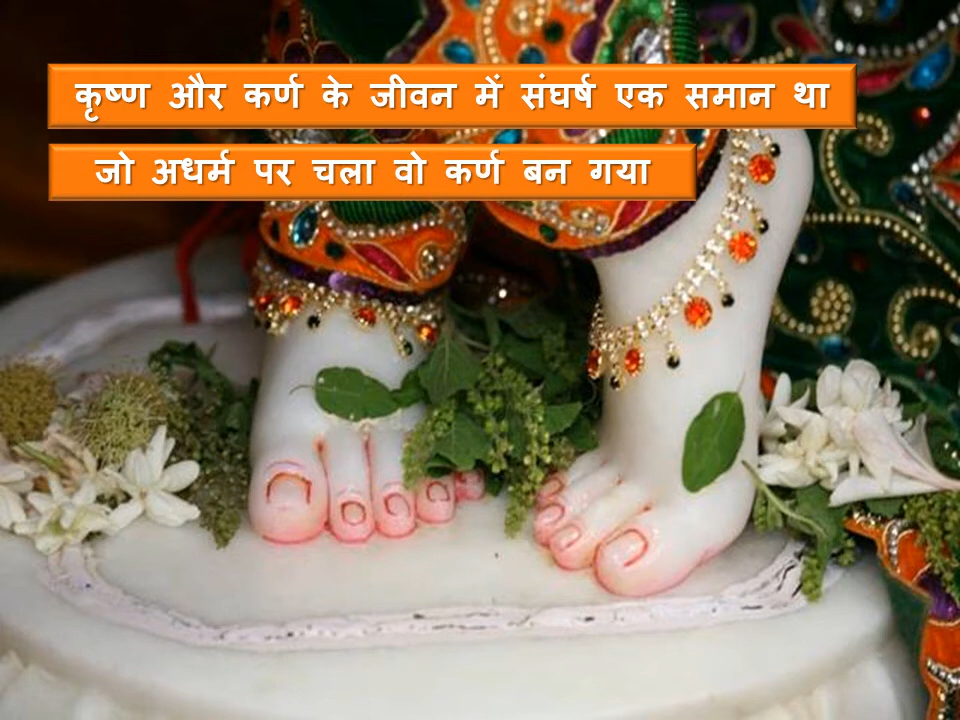 कृष्ण और कर्ण के जीवन में संघर्ष एक समान था
जो अधर्म पर चला वो कर्ण बन गया